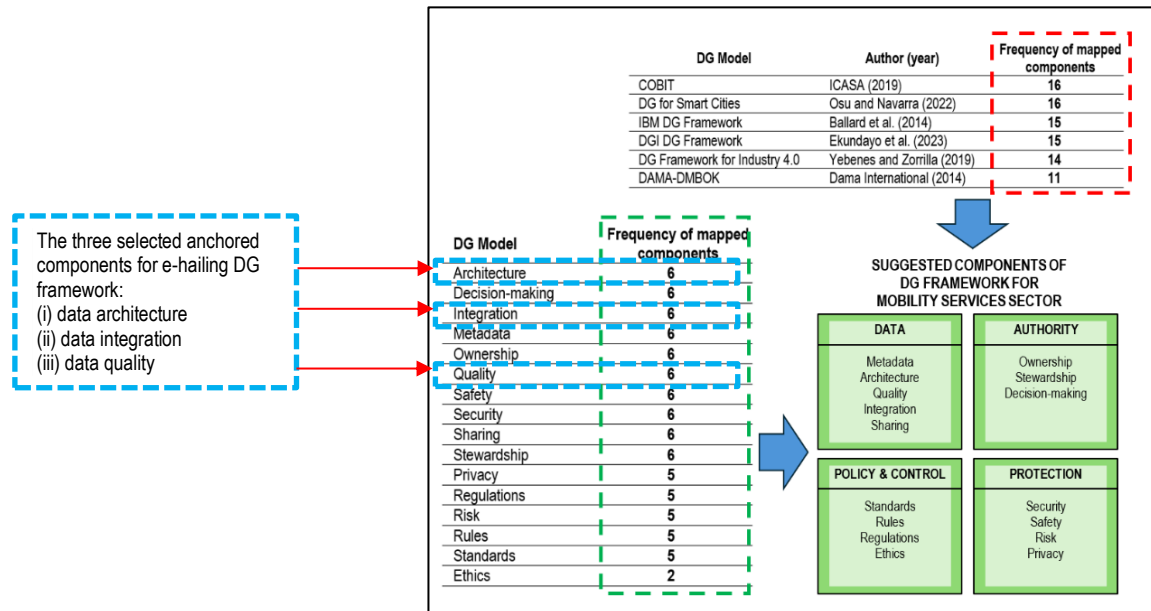 DG Model Author (year) Frequency of mapped components
COBIT ICASA (2019) 16
DG for Smart Cities Osu and Navarra (2022) 16
IBM DG Framework Ballard et al. (2014) 15
DGI DG Framework Ekundayo et al. (2023) 15
DG Framework for Industry 4.0 Yebenes and Zorrilla (2019) 14
DAMA-DMBOK Dama International (2014) 11
The three selected anchored
components for e-hailing DG
framework:
(i) data architecture
(ii) data integration
(iii) data quality
DG Model Frequency of mapped components
Architecture 6
Decision-making 6
Integration 6
Metadata 6
Ownership 6
Quality 6
Safety 6
Security 6
Sharing 6
Stewardship 6
Privacy 5
Regulations 5
Risk 5
Rules 5
Standards 5
Ethics 2
SUGGESTED COMPONENTS OF
DG FRAMEWORK FOR
MOBILITY SERVICES SECTOR
DATA
Metadata
Architecture
Quality
Integration
Sharing
AUTHORITY
Ownership
Stewardship
Decision-making
POLICY & CONTROL
Standards
Rules
Regulations
Ethics
PROTECTION
Security
Safety
Risk
Privacy